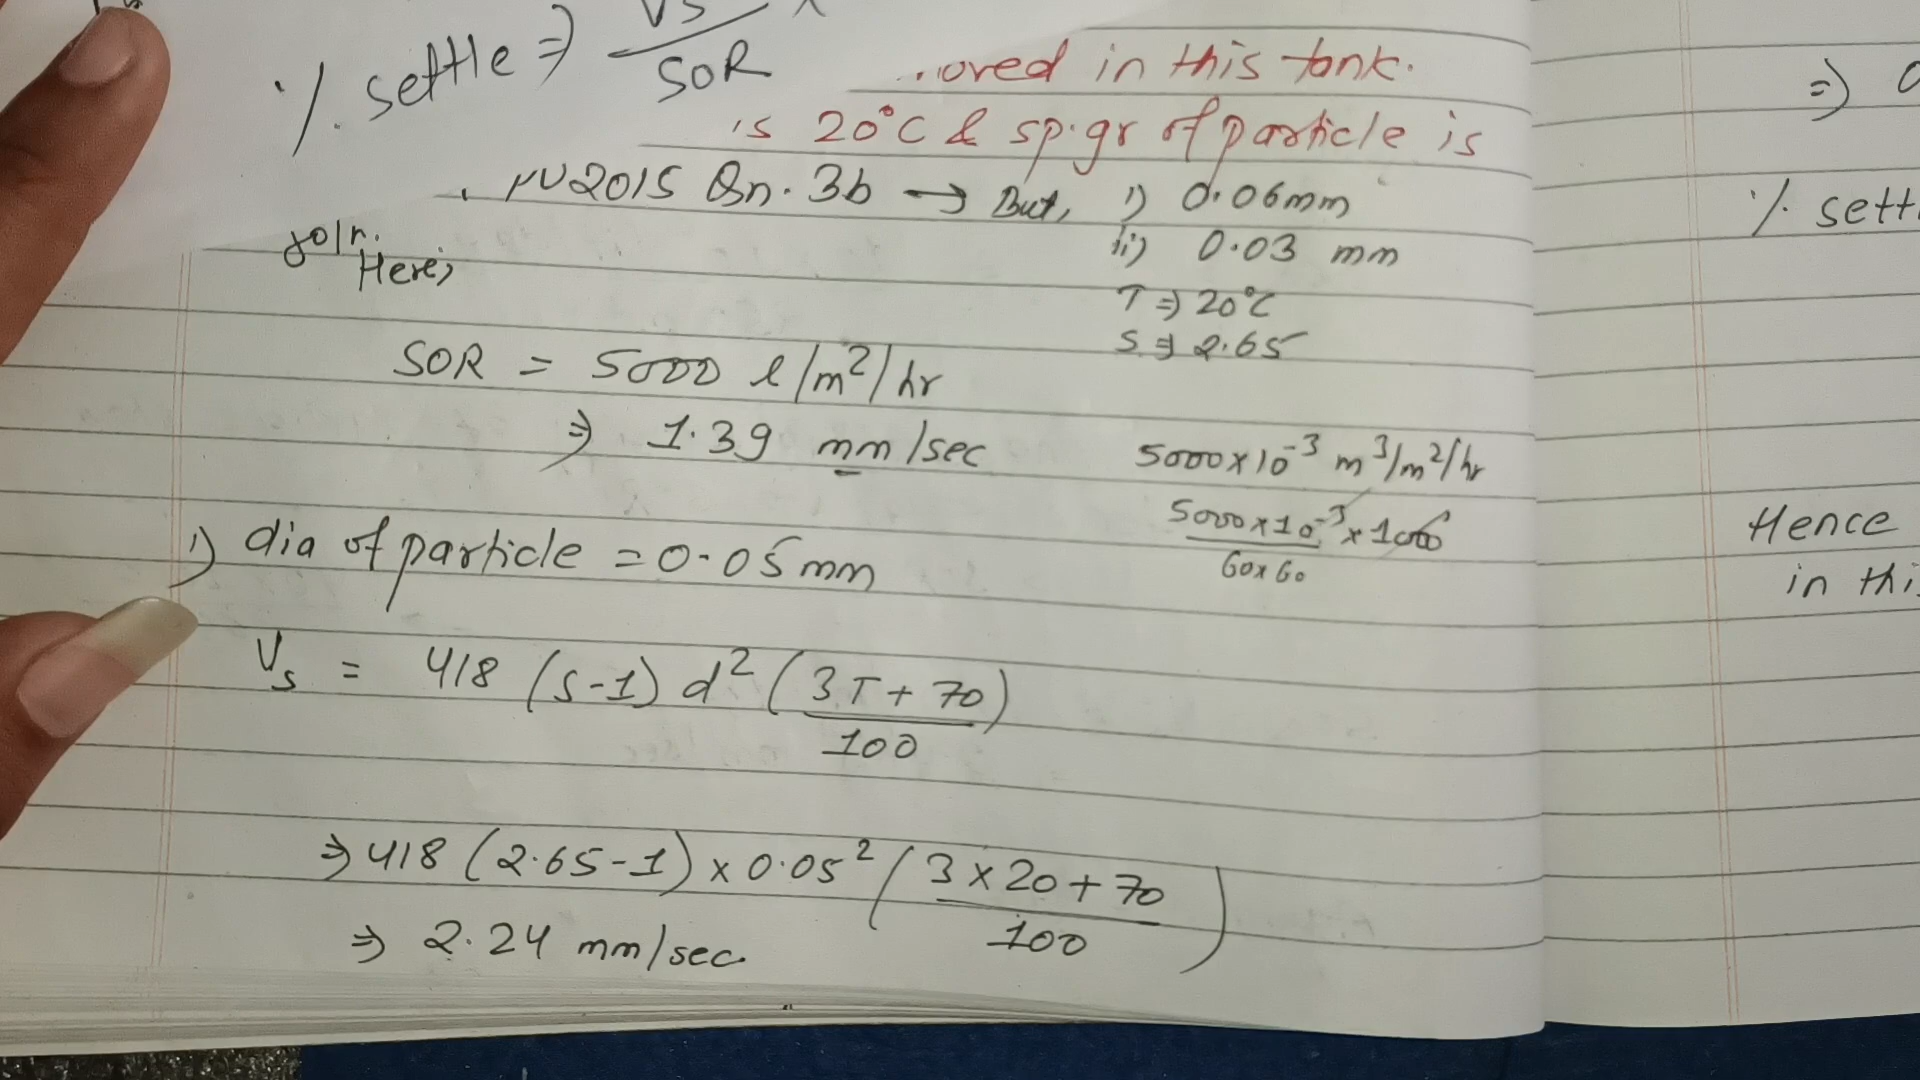 % settle ⇒ Vs / SOR ×
oved in this tank.
is 20°C & sp.gr of particle is
PU2015 Qn. 3b → But, i) 0.06mm
ii) 0.03 mm
T ⇒ 20°C
S ⇒ 2.65
soln.
Here,
SOR = 5000 l/m²/hr
⇒ 1.39 mm/sec
5000×10⁻³ m³/m²/hr
5000×10⁻³×1000
60×60
i) dia of particle = 0.05mm
Vs = 418 (s-1) d² (3T + 70)
100
⇒ 418 (2.65-1) × 0.05² (3×20+70)
100
⇒ 2.24 mm/sec.
⇒
% sett
Hence
in thi